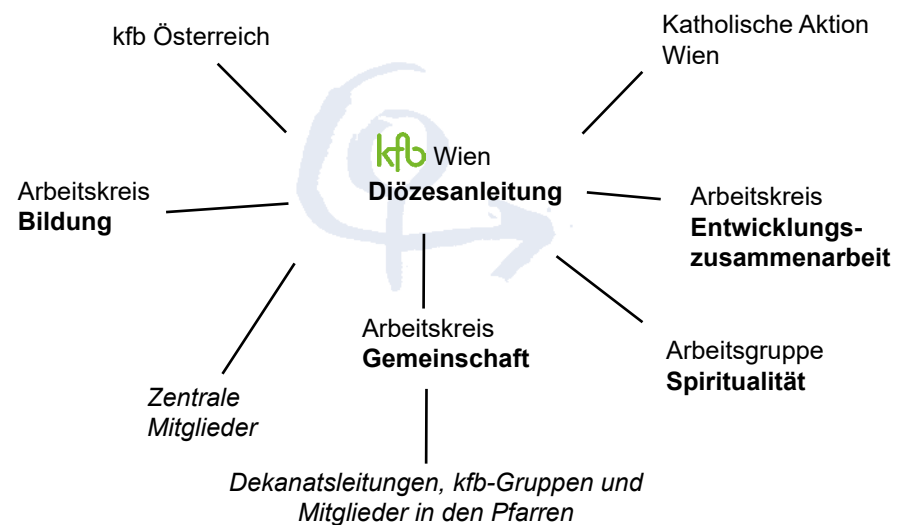 kfb Österreich
Katholische Aktion
Wien
kfb Wien
Diözesanleitung
Arbeitskreis
Bildung
Arbeitskreis
Entwicklungs-
zusammenarbeit
Arbeitskreis
Gemeinschaft
Arbeitsgruppe
Spiritualität
Zentrale
Mitglieder
Dekanatsleitungen, kfb-Gruppen und
Mitglieder in den Pfarren